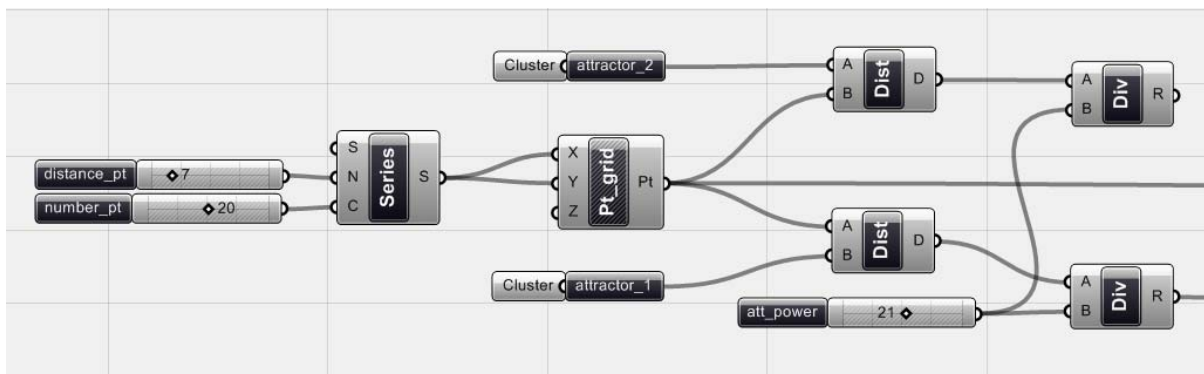 Cluster attractor_2
A
B
Dist
D
A
B
Div
R
distance_pt 7
number_pt 20
S
N
C
Series
S
X
Y
Z
Pt_grid
Pt
A
B
Dist
D
Cluster attractor_1
att_power 21
A
B
Div
R